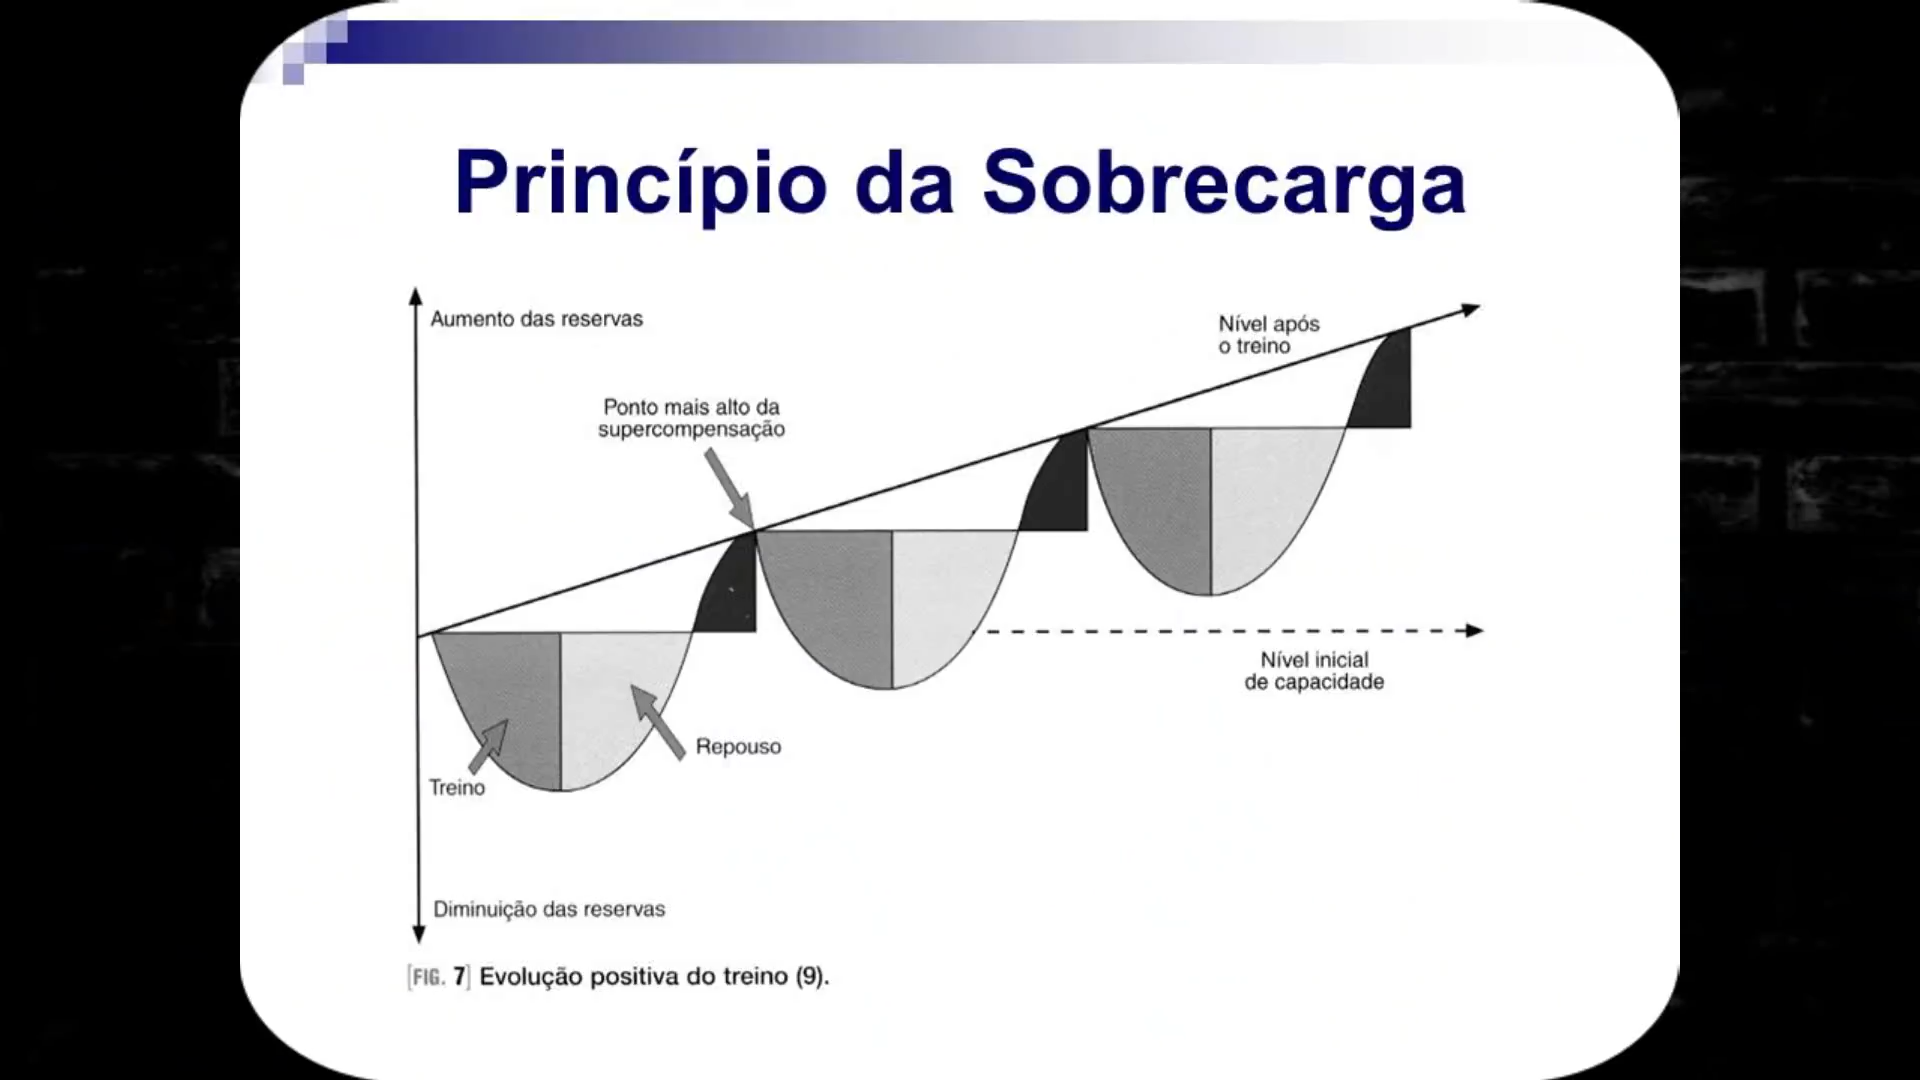 Princípio da Sobrecarga
Aumento das reservas
Nível após
o treino
Ponto mais alto da
supercompensação
Nível inicial
de capacidade
Repouso
Treino
Diminuição das reservas
[FIG. 7] Evolução positiva do treino (9).